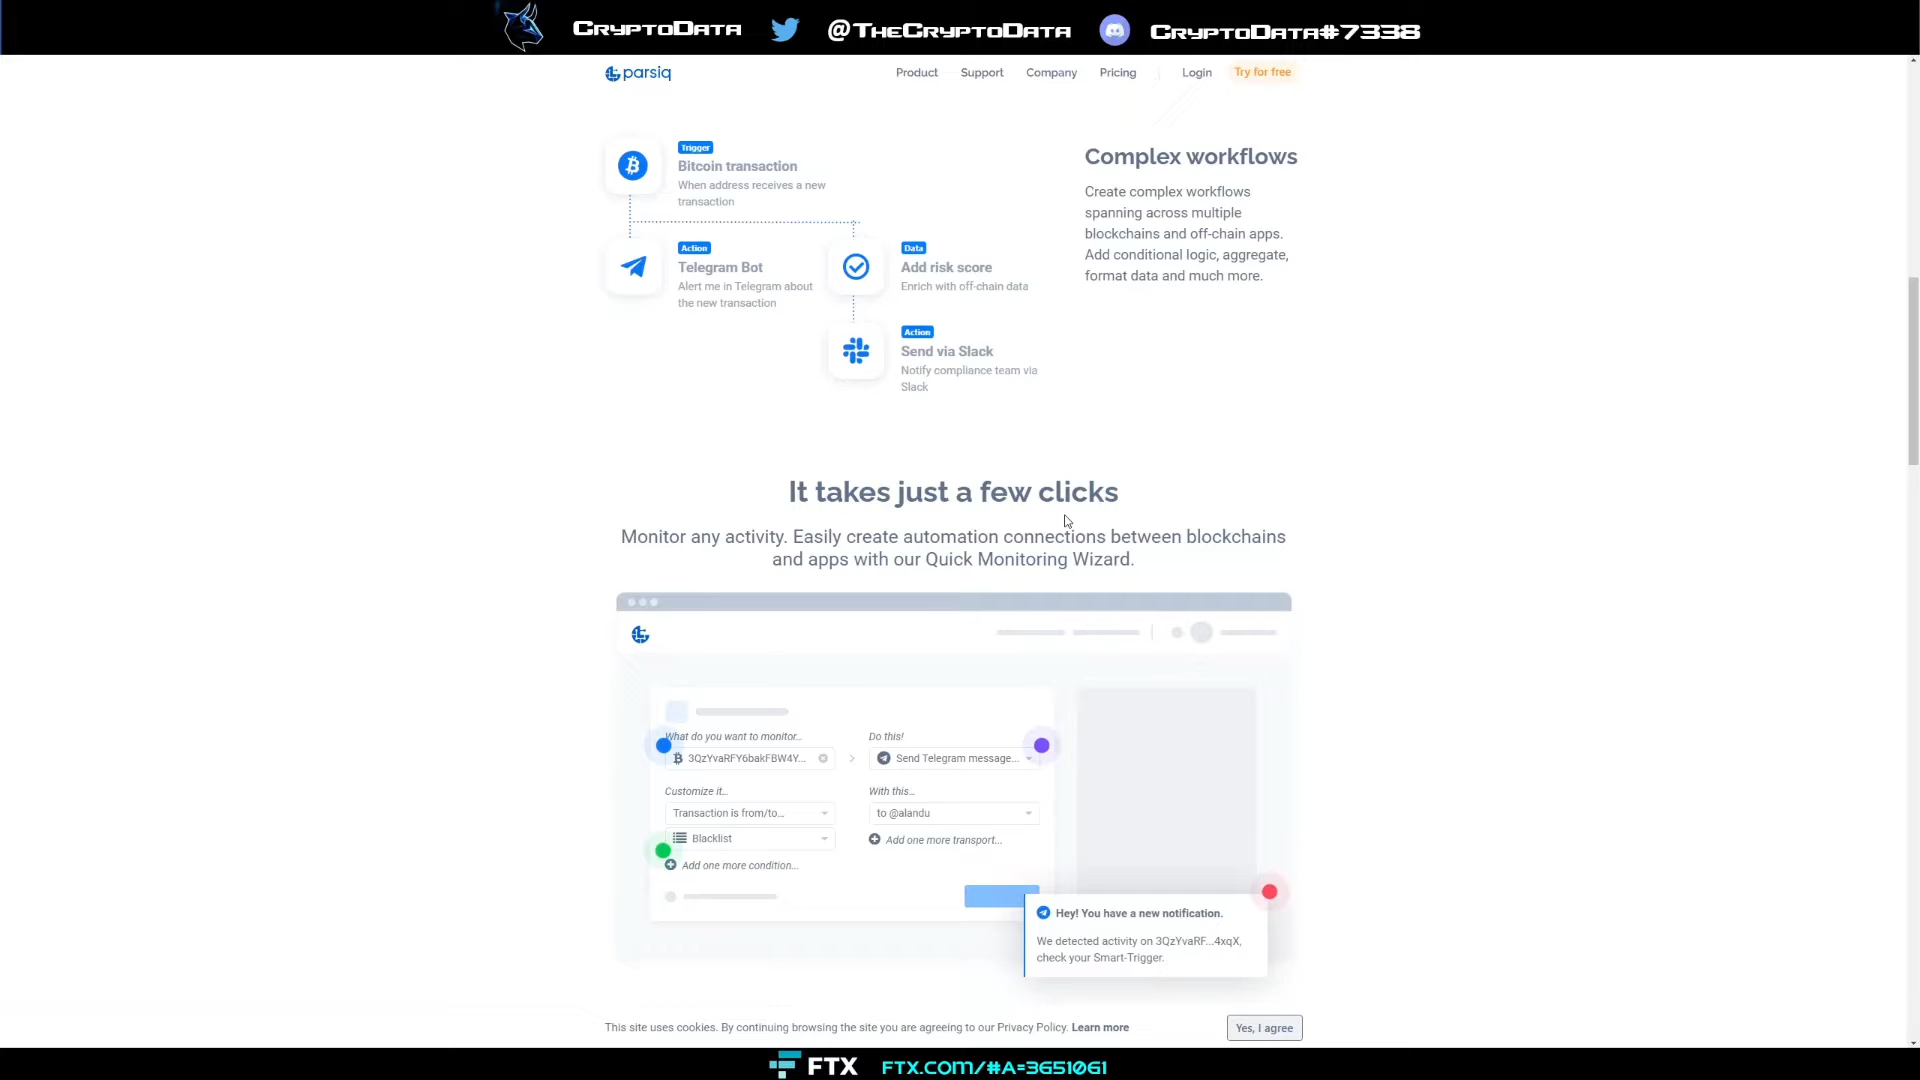 CryptoData @TheCryptoData CryptoData#7338
parsiq Product Support Company Pricing Login Try for free
Trigger
Bitcoin transaction
When address receives a new
transaction
Action
Telegram Bot
Alert me in Telegram about
the new transaction
Data
Add risk score
Enrich with off-chain data
Action
Send via Slack
Notify compliance team via
Slack
Complex workflows
Create complex workflows
spanning across multiple
blockchains and off-chain apps.
Add conditional logic, aggregate,
format data and much more.
It takes just a few clicks
Monitor any activity. Easily create automation connections between blockchains
and apps with our Quick Monitoring Wizard.
What do you want to monitor...
3QzYvaRFY6bakFBW4Y...
Customize it...
Transaction is from/to...
Blacklist
Add one more condition...
Do this!
Send Telegram message...
With this...
to @alandu
Add one more transport...
Hey! You have a new notification.
We detected activity on 3QzYvaRF...4xqX,
check your Smart-Trigger.
This site uses cookies. By continuing browsing the site you are agreeing to our Privacy Policy. Learn more
Yes, I agree
FTX FTX.com/#a=3651061